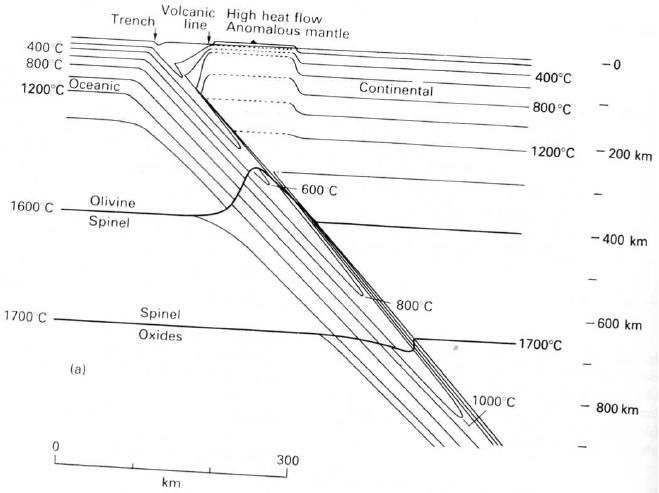 Trench
Volcanic
line
High heat flow
Anomalous mantle
400°C
800°C
1200°C
Oceanic
Continental
400°C
800°C
1200°C
0
200 km
400 km
600 km
800 km
600°C
1600°C
Olivine
Spinel
800°C
1700°C
Spinel
Oxides
1700°C
(a)
1000°C
0
300
km